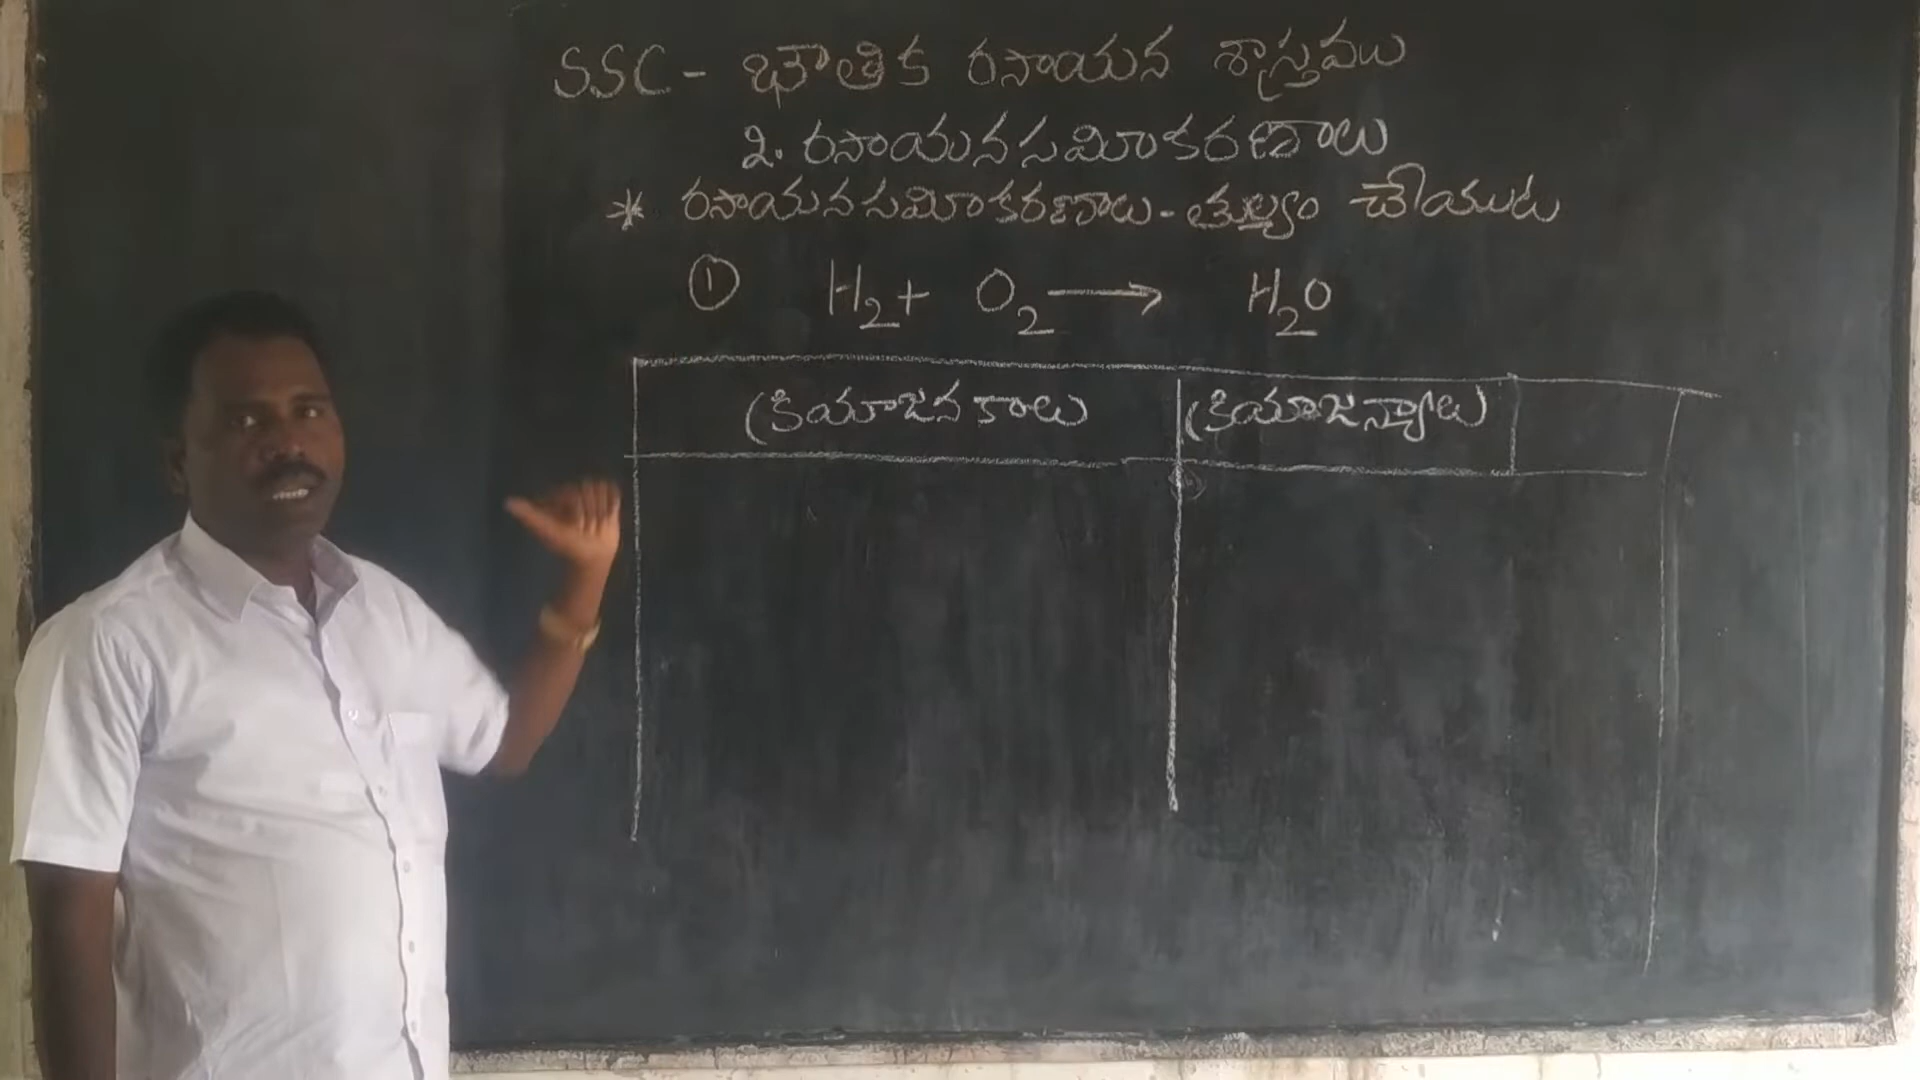 SSC - భౌతిక రసాయన శాస్త్రము
2. రసాయన సమీకరణాలు
* రసాయన సమీకరణాలు - తుల్యం చేయుట
① H₂ + O₂ ⟶ H₂O
క్రియాజనకాలు క్రియాజన్యాలు